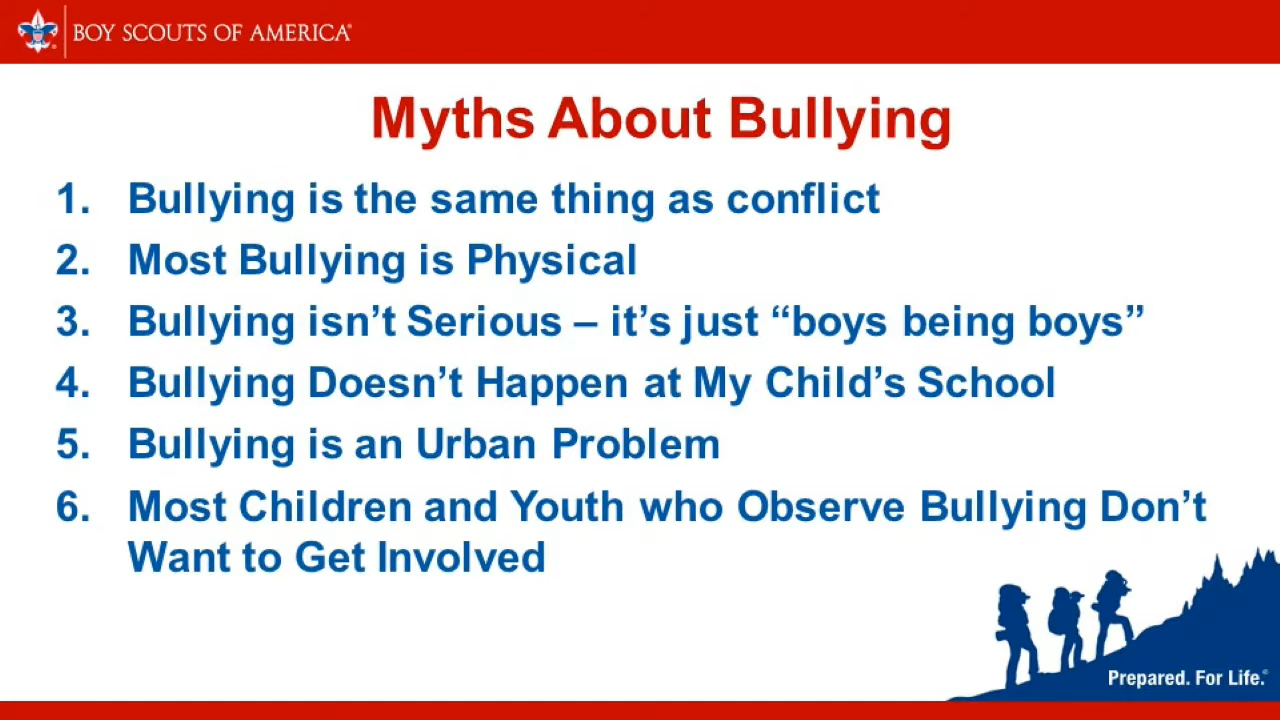 BOY SCOUTS OF AMERICA®
Myths About Bullying
1. Bullying is the same thing as conflict
2. Most Bullying is Physical
3. Bullying isn’t Serious – it’s just “boys being boys”
4. Bullying Doesn’t Happen at My Child’s School
5. Bullying is an Urban Problem
6. Most Children and Youth who Observe Bullying Don’t
Want to Get Involved
Prepared. For Life.®